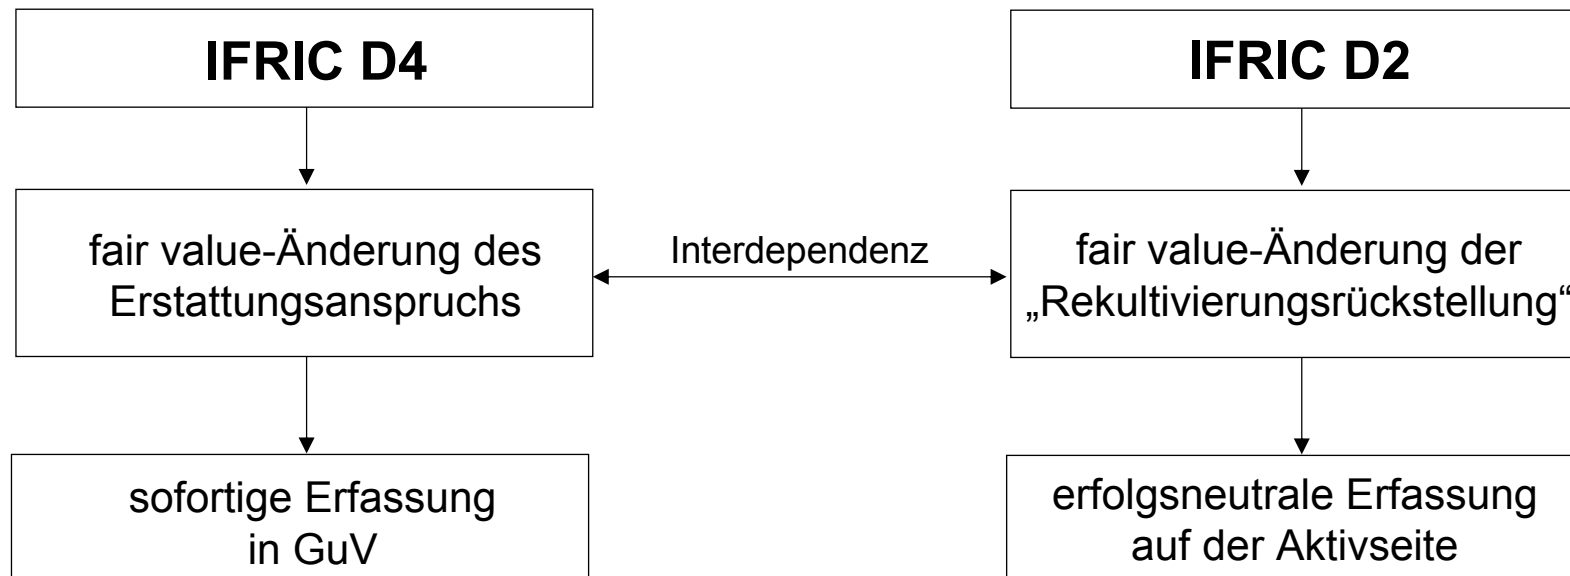 IFRIC D4
IFRIC D2
fair value-Änderung des
Erstattungsanspruchs
Interdependenz
fair value-Änderung der
„Rekultivierungsrückstellung“
sofortige Erfassung
in GuV
erfolgsneutrale Erfassung
auf der Aktivseite